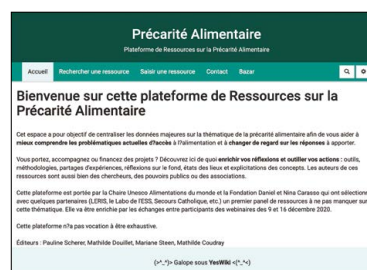 Précarité Alimentaire
Plateforme de Ressources sur la Précarité Alimentaire
Accueil Rechercher une ressource Saisir une ressource Contact Bazar
Bienvenue sur cette plateforme de Ressources sur la
Précarité Alimentaire
Cet espace a pour objectif de centraliser les données majeures sur la thématique de la précarité alimentaire afin de vous aider à
mieux comprendre les problématiques actuelles d'accès à l'alimentation et à changer de regard sur les réponses à apporter.
Vous portez, accompagnez ou financez des projets ? Découvrez ici de quoi enrichir vos réflexions et outiller vos actions : outils,
méthodologies, partages d'expériences, réflexions sur le fond, états des lieux et explicitations des concepts. Les auteurs de ces
ressources sont aussi bien des chercheurs, des pouvoirs publics ou des associations.
Cette plateforme est portée par la Chaire Unesco Alimentations du monde et la Fondation Daniel et Nina Carasso qui ont sélectionné
avec quelques partenaires (LERIS, le Labo de l'ESS, Secours Catholique, etc.) un premier panel de ressources à ne pas manquer sur
cette thématique. Elle va être enrichie par les échanges entre participants des webinaires des 9 et 16 décembre 2020.
Cette plateforme n?a pas vocation à être exhaustive.
Éditeurs : Pauline Scherer, Mathilde Douillet, Mariane Steen, Mathilde Coudray
(>^_^)> Galope sous YesWiki <(^_^<)